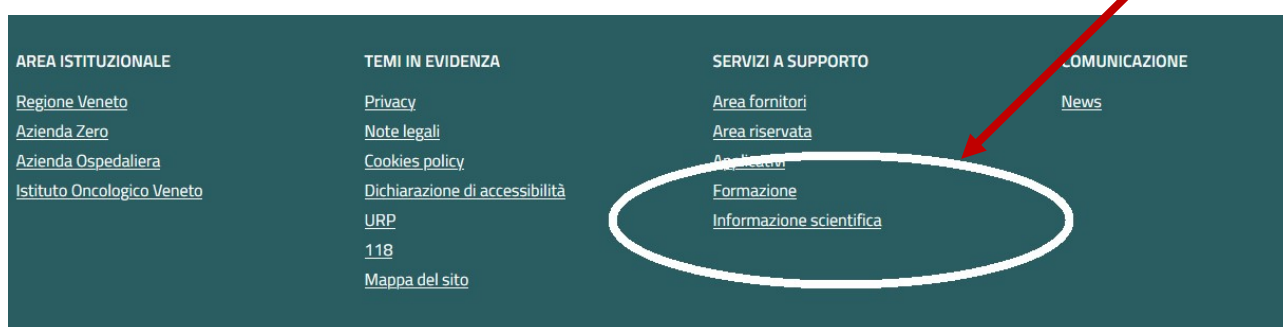 AREA ISTITUZIONALE
Regione Veneto
Azienda Zero
Azienda Ospedaliera
Istituto Oncologico Veneto
TEMI IN EVIDENZA
Privacy
Note legali
Cookies policy
Dichiarazione di accessibilità
URP
118
Mappa del sito
SERVIZI A SUPPORTO
Area fornitori
Area riservata
Applicativi
Formazione
Informazione scientifica
COMUNICAZIONE
News